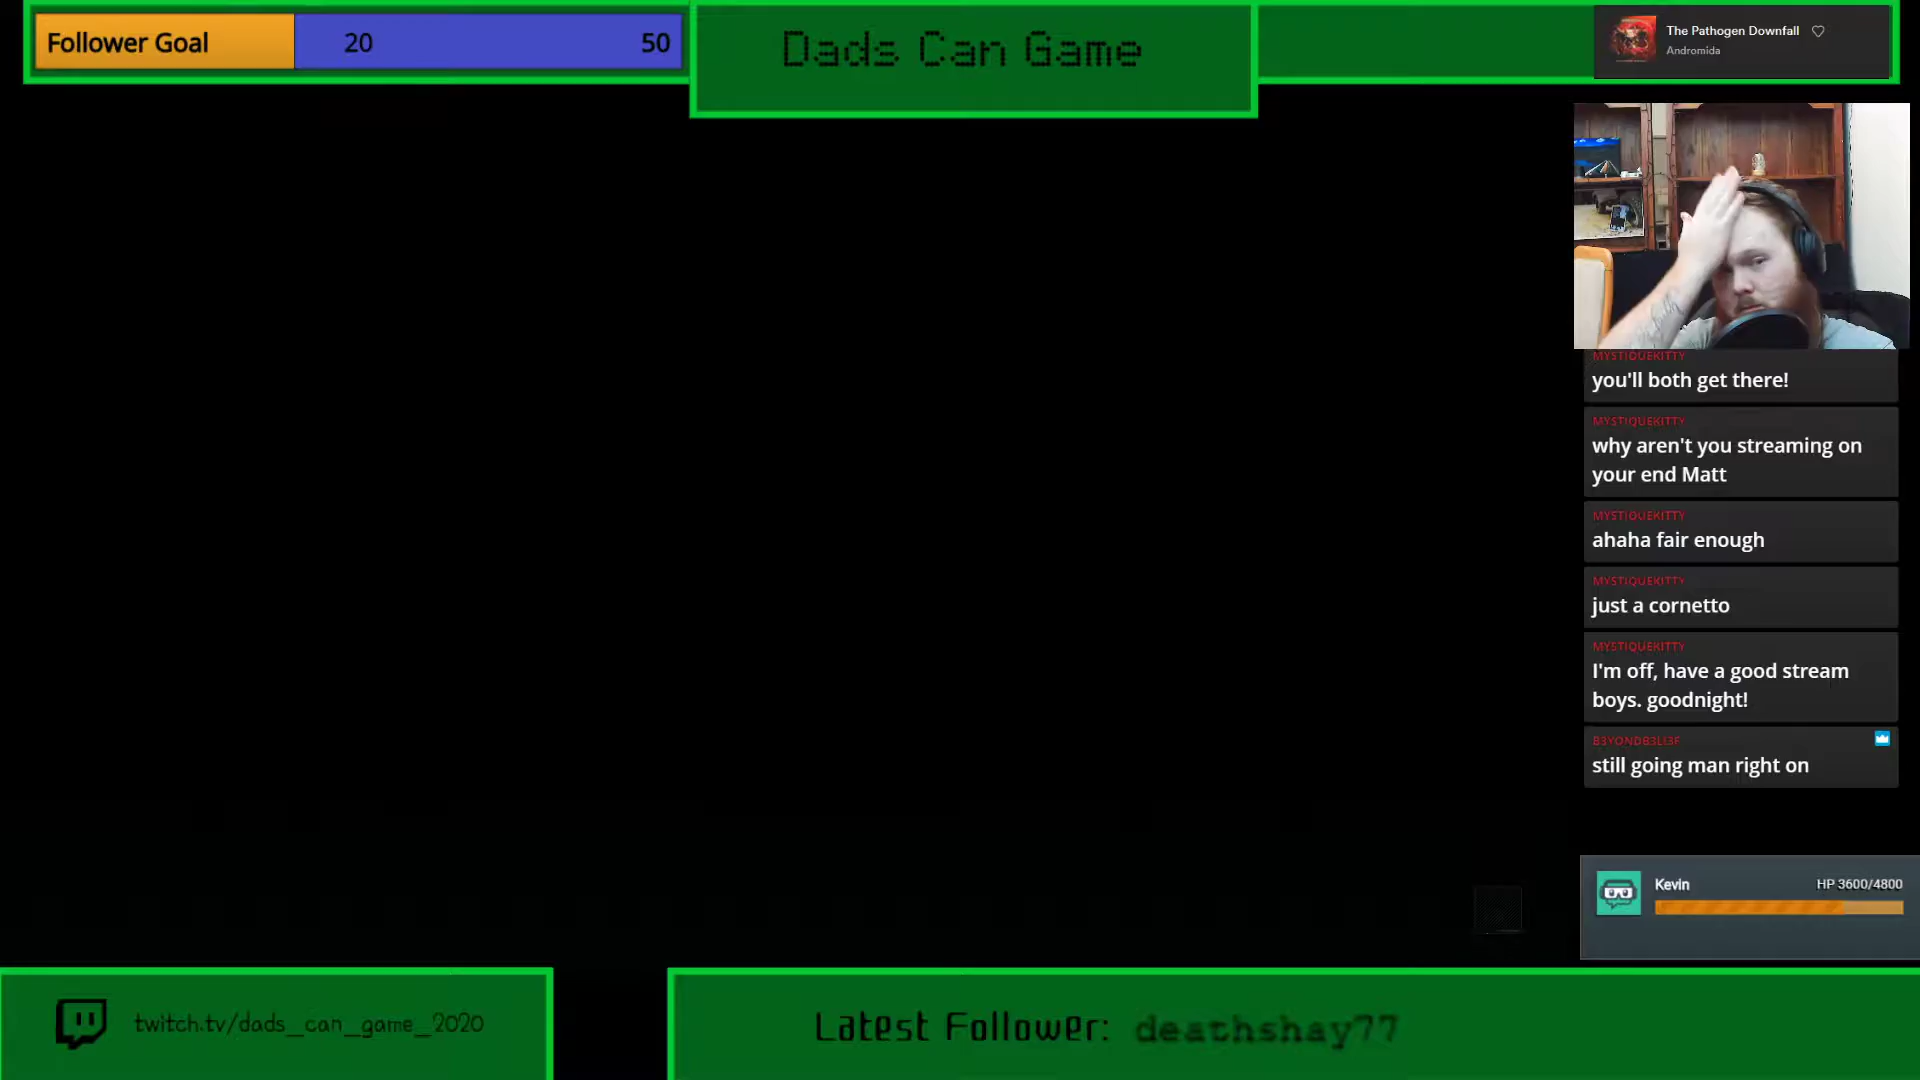 Follower Goal 20 50
Dads Can Game
The Pathogen Downfall
Andromida
MYSTIQUEKITTY
you'll both get there!
MYSTIQUEKITTY
why aren't you streaming on
your end Matt
MYSTIQUEKITTY
ahaha fair enough
MYSTIQUEKITTY
just a cornetto
MYSTIQUEKITTY
I'm off, have a good stream
boys. goodnight!
B3YONDB3LI3F
still going man right on
Kevin HP 3600/4800
twitch.tv/dads_can_game_2020
Latest Follower: deathshay77